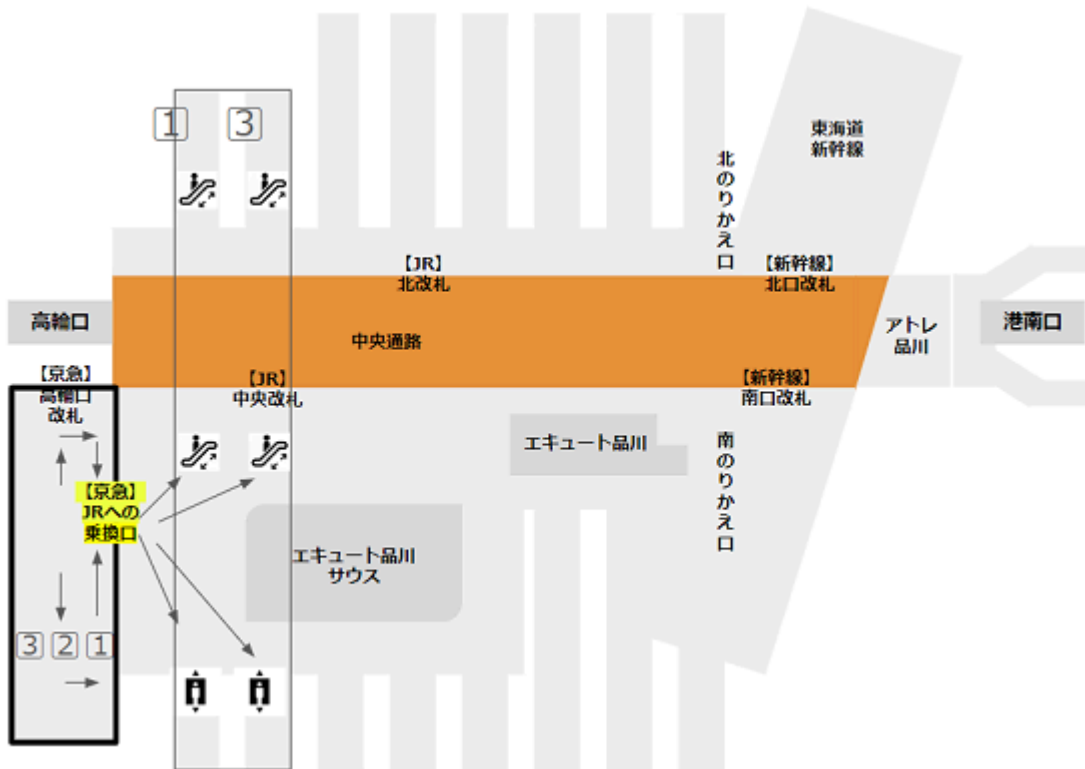 1
3
東海道
新幹線
北のりかえ口
【JR】
北改札
【新幹線】
北口改札
高輪口
中央通路
アトレ
品川
港南口
【京急】
高輪口
改札
【JR】
中央改札
【新幹線】
南口改札
エキュート品川
南のりかえ口
【京急】
JRへの
乗換口
エキュート品川
サウス
3
2
1